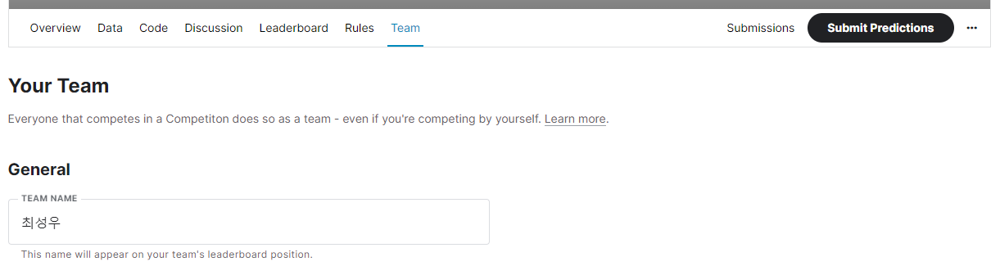 Overview Data Code Discussion Leaderboard Rules Team Submissions Submit Predictions
Your Team
Everyone that competes in a Competiton does so as a team - even if you're competing by yourself. Learn more.
General
TEAM NAME
최성우
This name will appear on your team's leaderboard position.